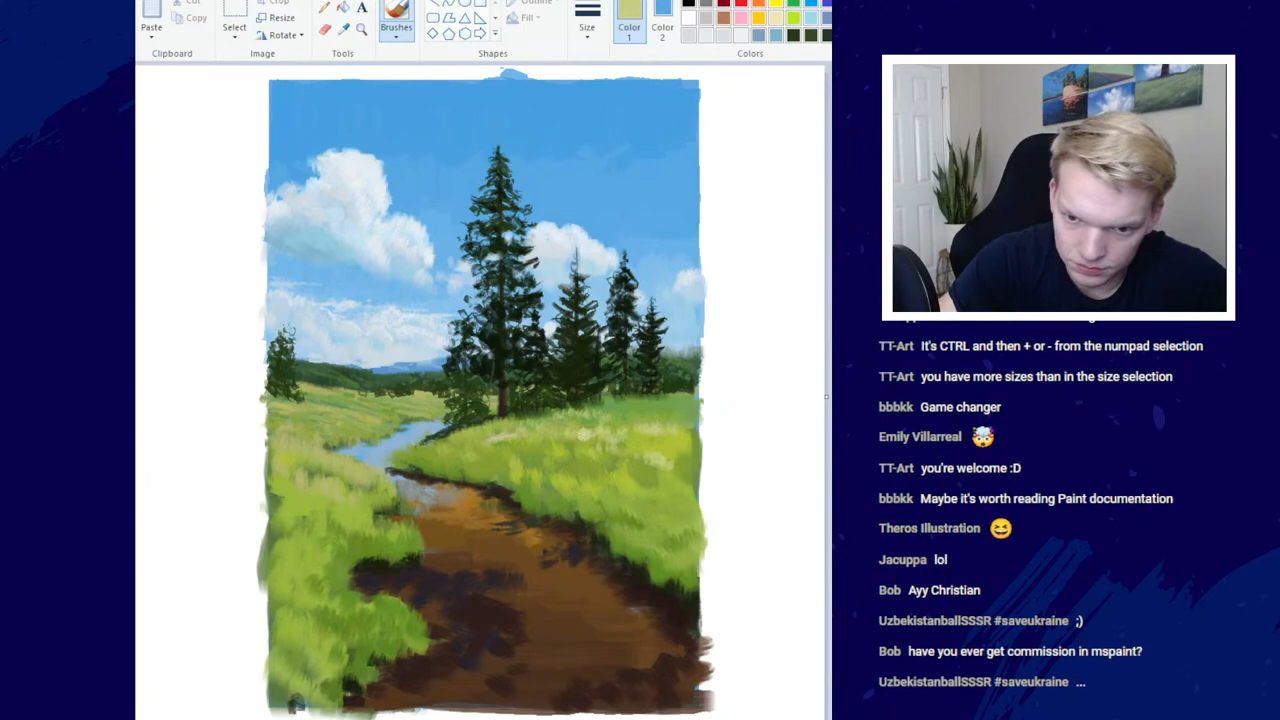 Paste
Cut
Copy
Clipboard
Select
Crop
Resize
Rotate
Image
A
Tools
Brushes
Outline
Fill
Shapes
Size
Color
1
Color
2
Colors
TT-Art It's CTRL and then + or - from the numpad selection
TT-Art you have more sizes than in the size selection
bbbkk Game changer
Emily Villarreal 🤯
TT-Art you're welcome :D
bbbkk Maybe it's worth reading Paint documentation
Theros Illustration 😆
Jacuppa lol
Bob Ayy Christian
UzbekistanballSSSR #saveukraine ;)
Bob have you ever get commission in mspaint?
UzbekistanballSSSR #saveukraine ...